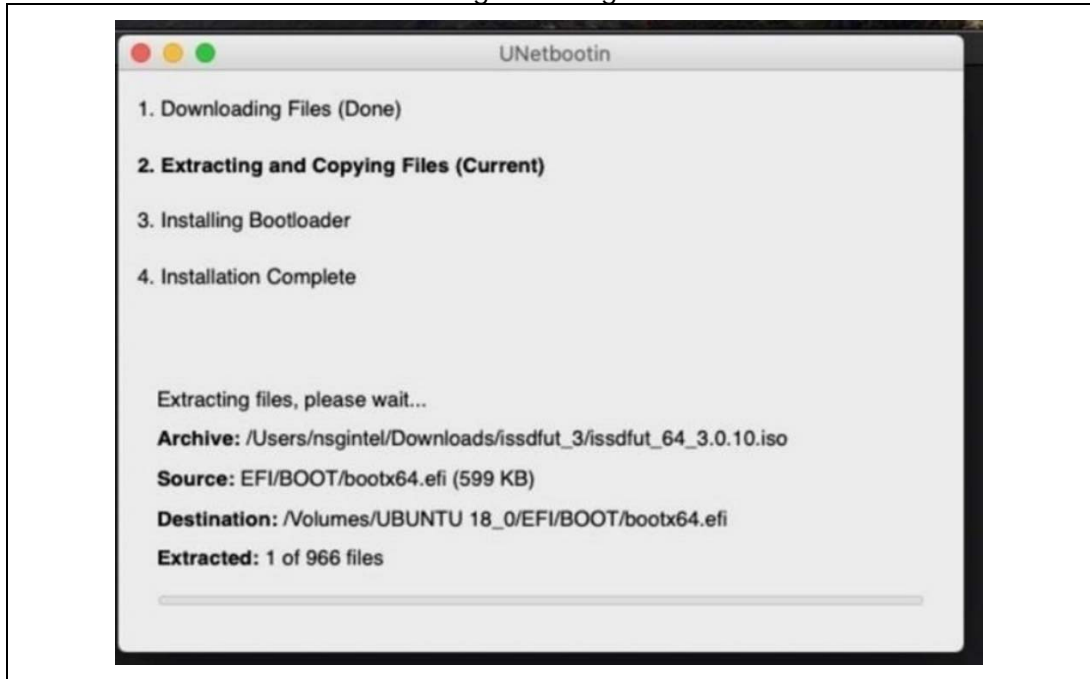 UNetbootin
1. Downloading Files (Done)
2. Extracting and Copying Files (Current)
3. Installing Bootloader
4. Installation Complete
Extracting files, please wait...
Archive: /Users/nsgintel/Downloads/issdfut_3/issdfut_64_3.0.10.iso
Source: EFI/BOOT/bootx64.efi (599 KB)
Destination: /Volumes/UBUNTU 18_0/EFI/BOOT/bootx64.efi
Extracted: 1 of 966 files